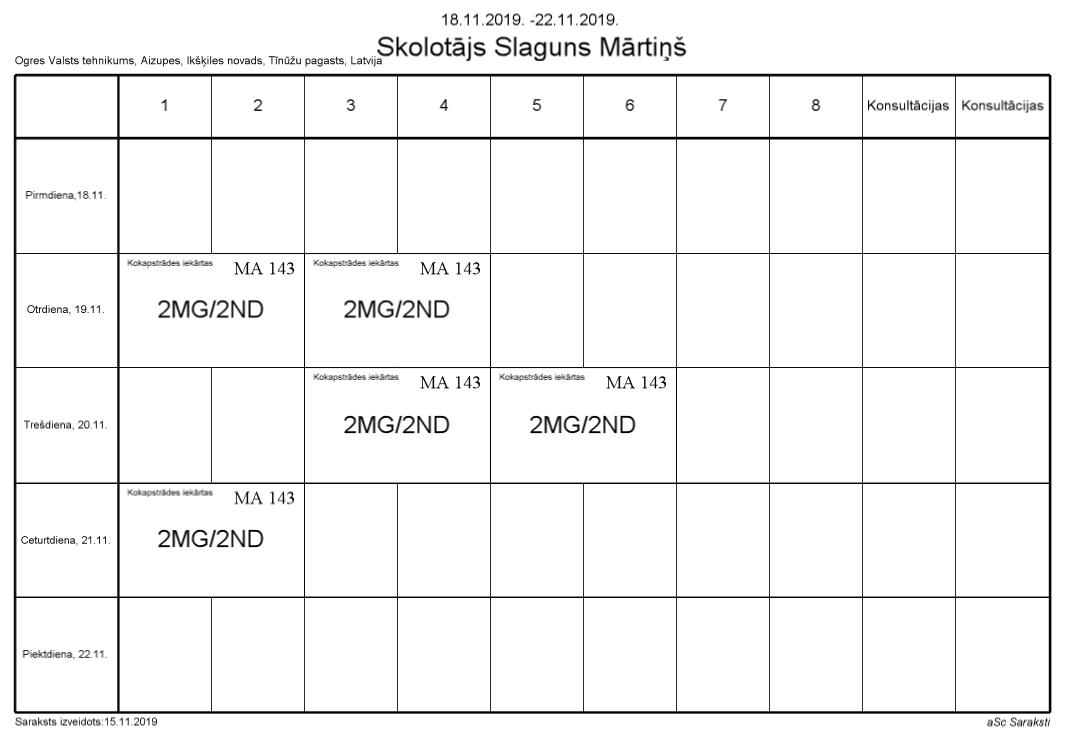 18.11.2019. -22.11.2019.
Skolotājs Slaguns Mārtiņš
Ogres Valsts tehnikums, Aizupes, Ikšķiles novads, Tīnūžu pagasts, Latvija
1 2 3 4 5 6 7 8 Konsultācijas Konsultācijas
Pirmdiena,18.11.
Kokapstrādes iekārtas MA 143 Kokapstrādes iekārtas MA 143
Otrdiena, 19.11. 2MG/2ND 2MG/2ND
Kokapstrādes iekārtas MA 143 Kokapstrādes iekārtas MA 143
Trešdiena, 20.11. 2MG/2ND 2MG/2ND
Kokapstrādes iekārtas MA 143
Ceturtdiena, 21.11. 2MG/2ND
Piektdiena, 22.11.
Saraksts izveidots:15.11.2019 aSc Saraksti